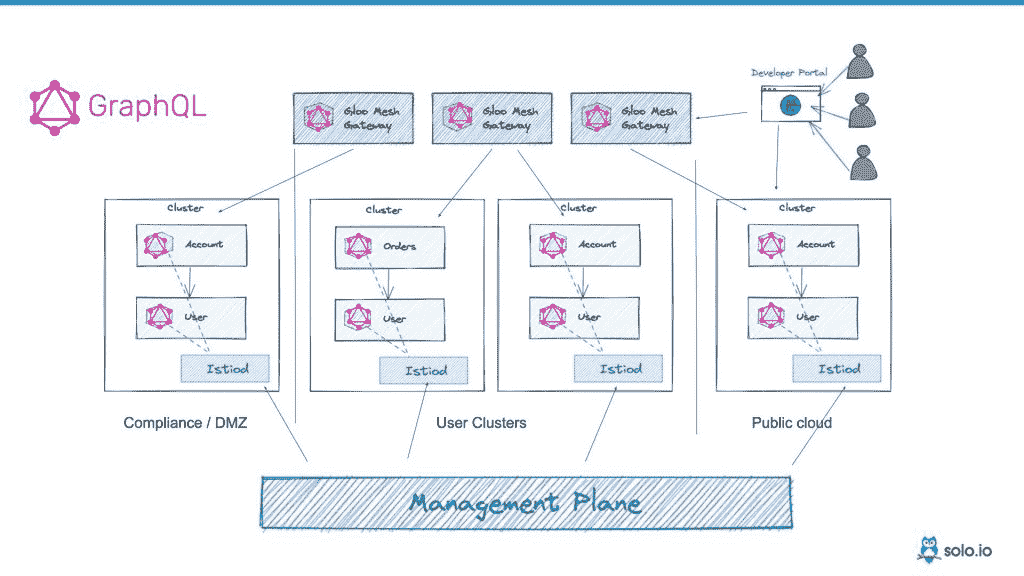 Developer Portal
GraphQL
Gloo Mesh
Gateway
Gloo Mesh
Gateway
Gloo Mesh
Gateway
Cluster
Account
User
Istiod
Cluster
Orders
User
Istiod
Cluster
Account
User
Istiod
Cluster
Account
User
Istiod
Compliance / DMZ
User Clusters
Public cloud
Management Plane
solo.io